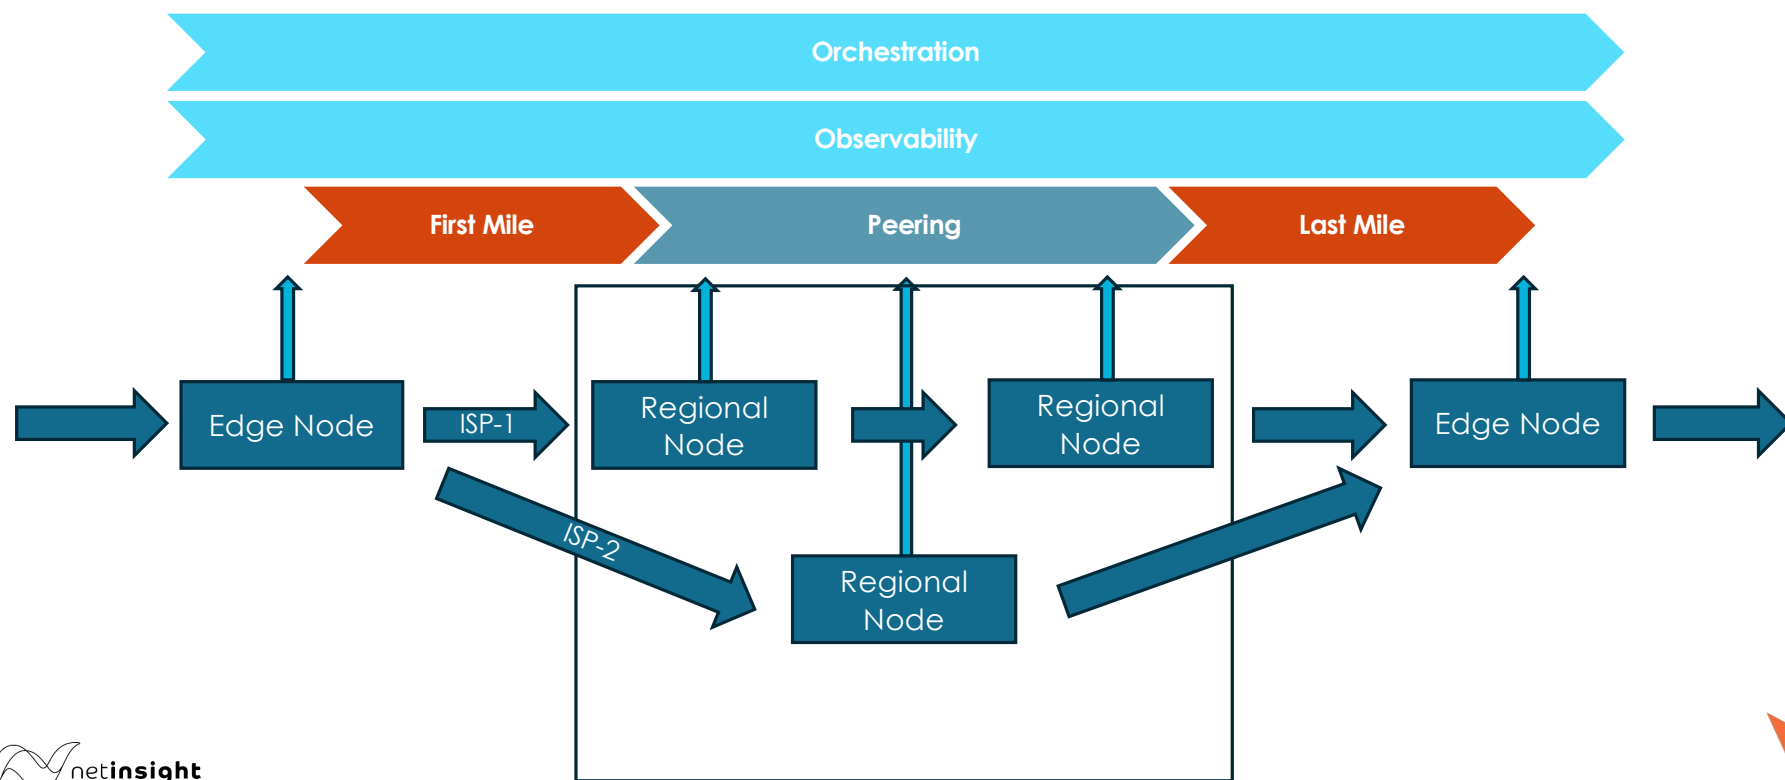 Orchestration
Observability
First Mile
Peering
Last Mile
Edge Node
ISP-1
Regional
Node
Regional
Node
Edge Node
ISP-2
Regional
Node
netinsight